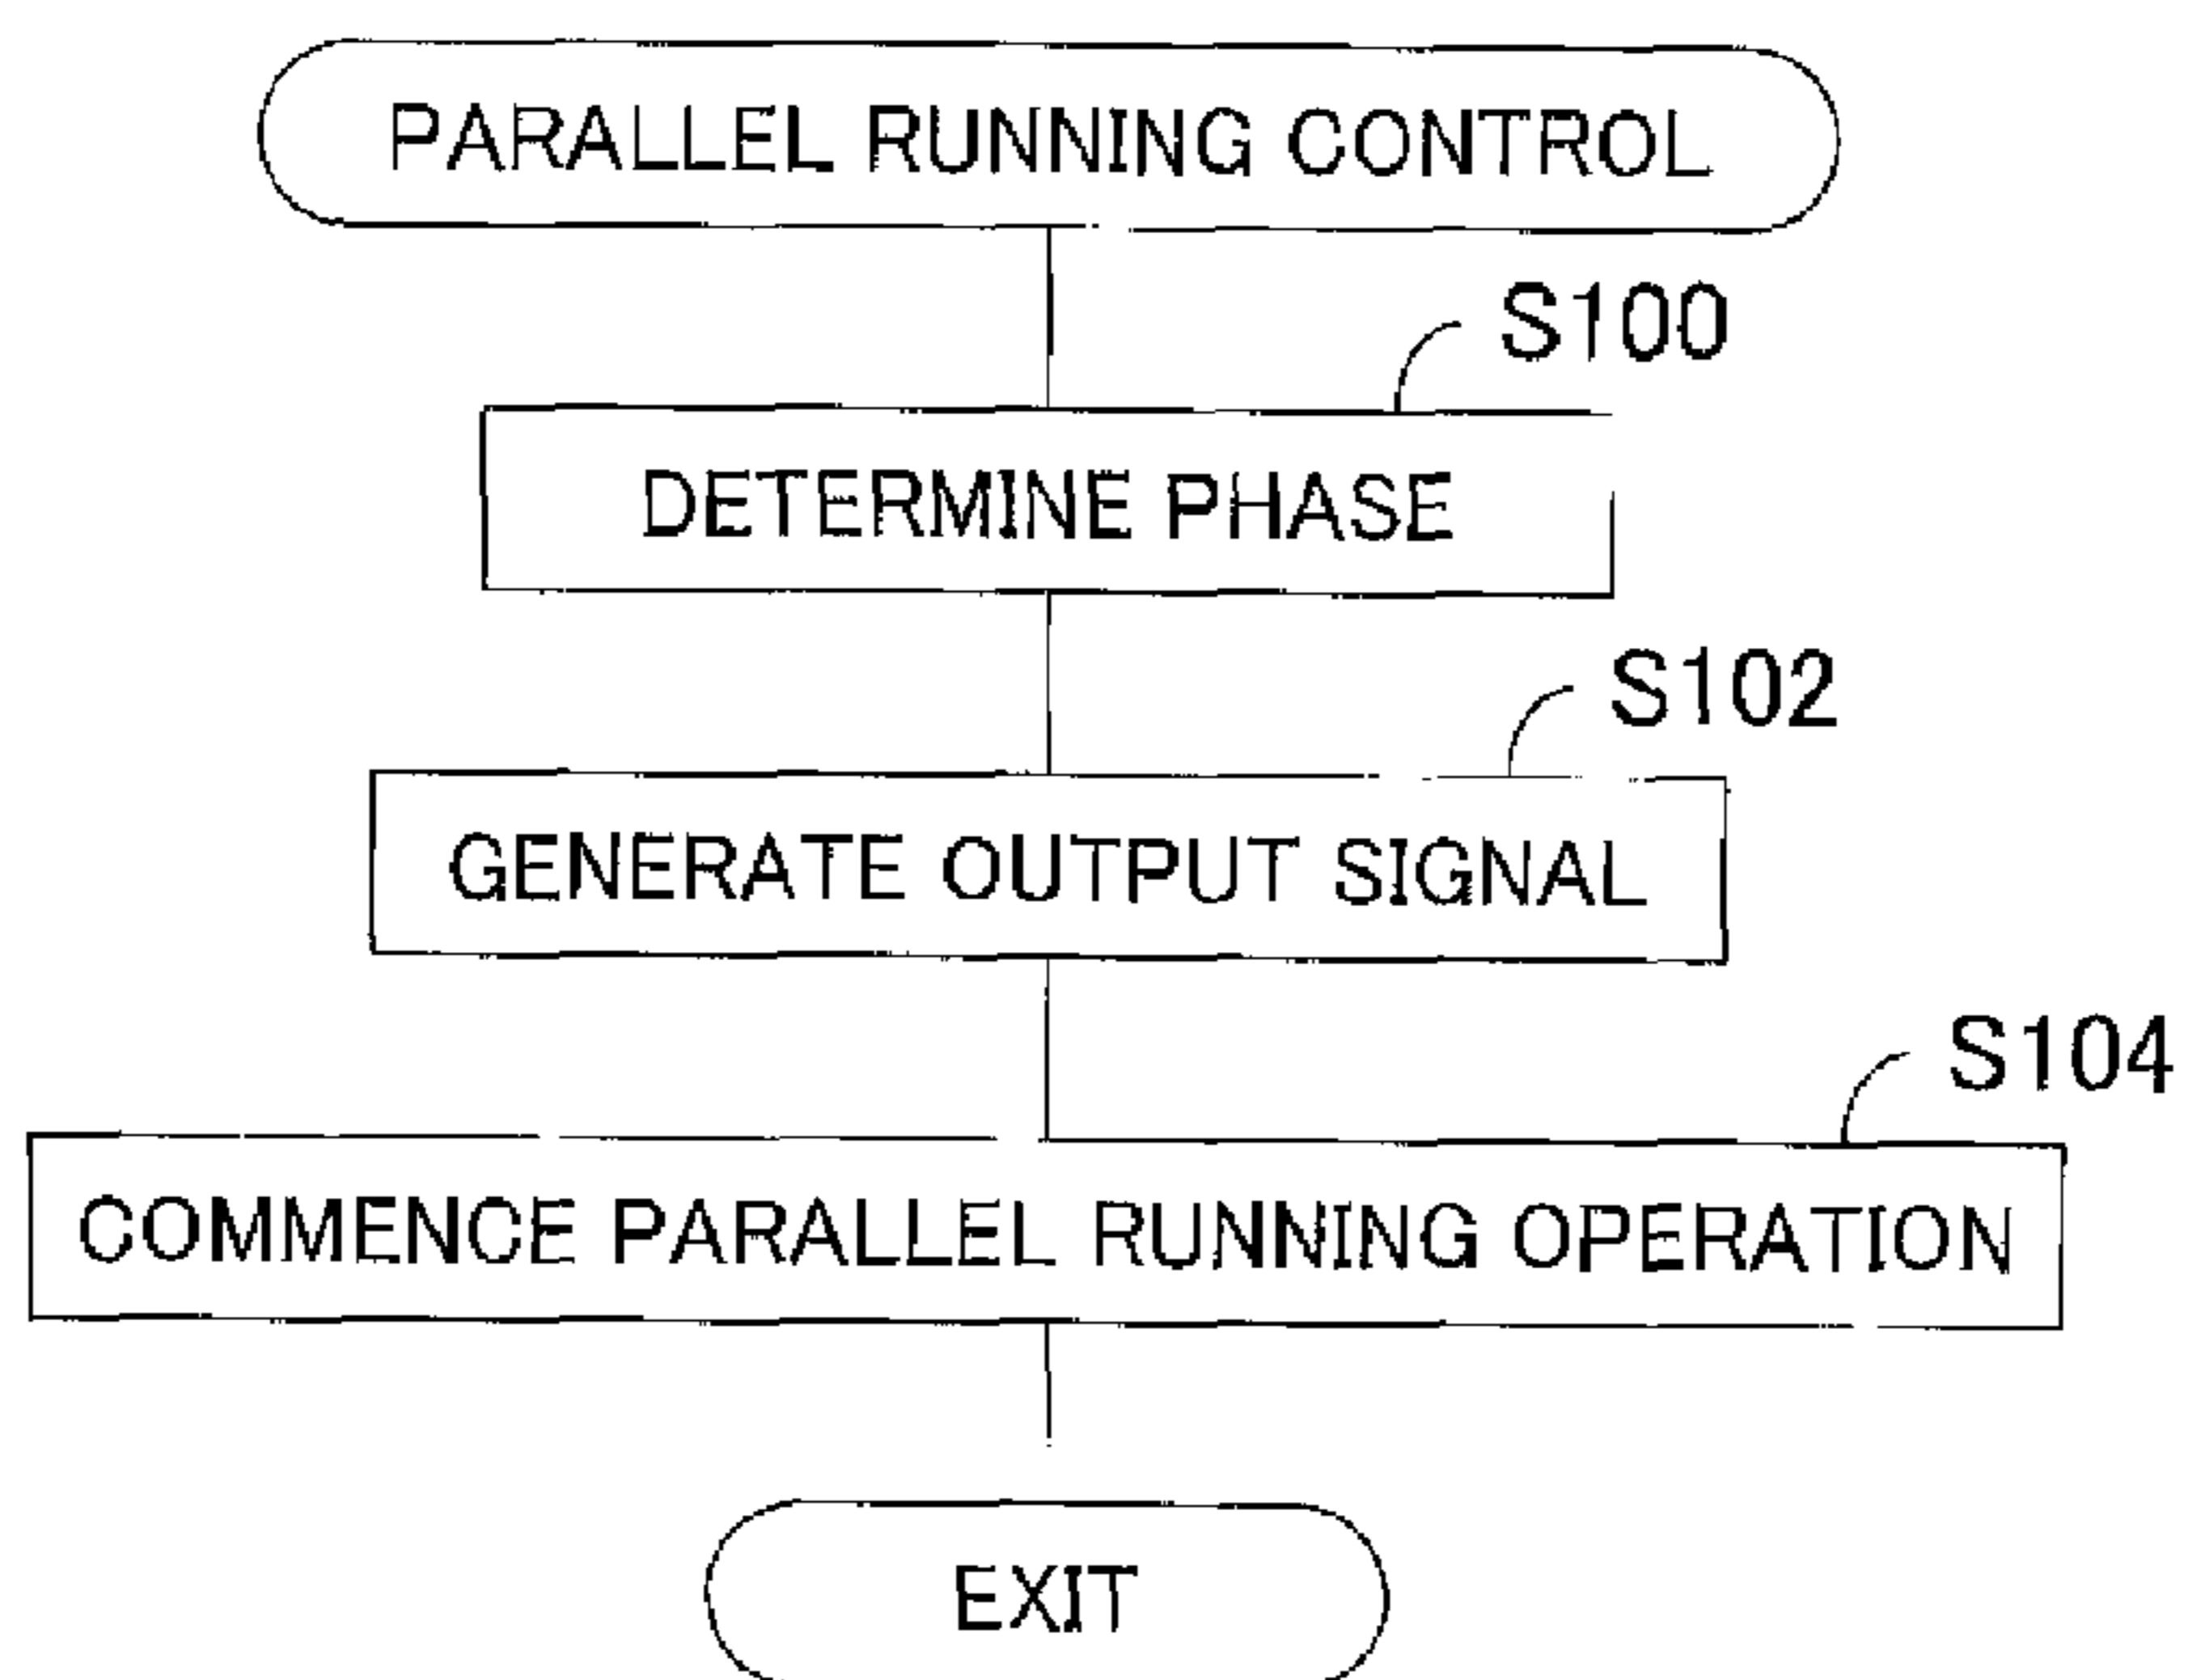 PARALLEL RUNNING CONTROL
S100
DETERMINE PHASE
S102
GENERATE OUTPUT SIGNAL
S104
COMMENCE PARALLEL RUNNING OPERATION
EXIT